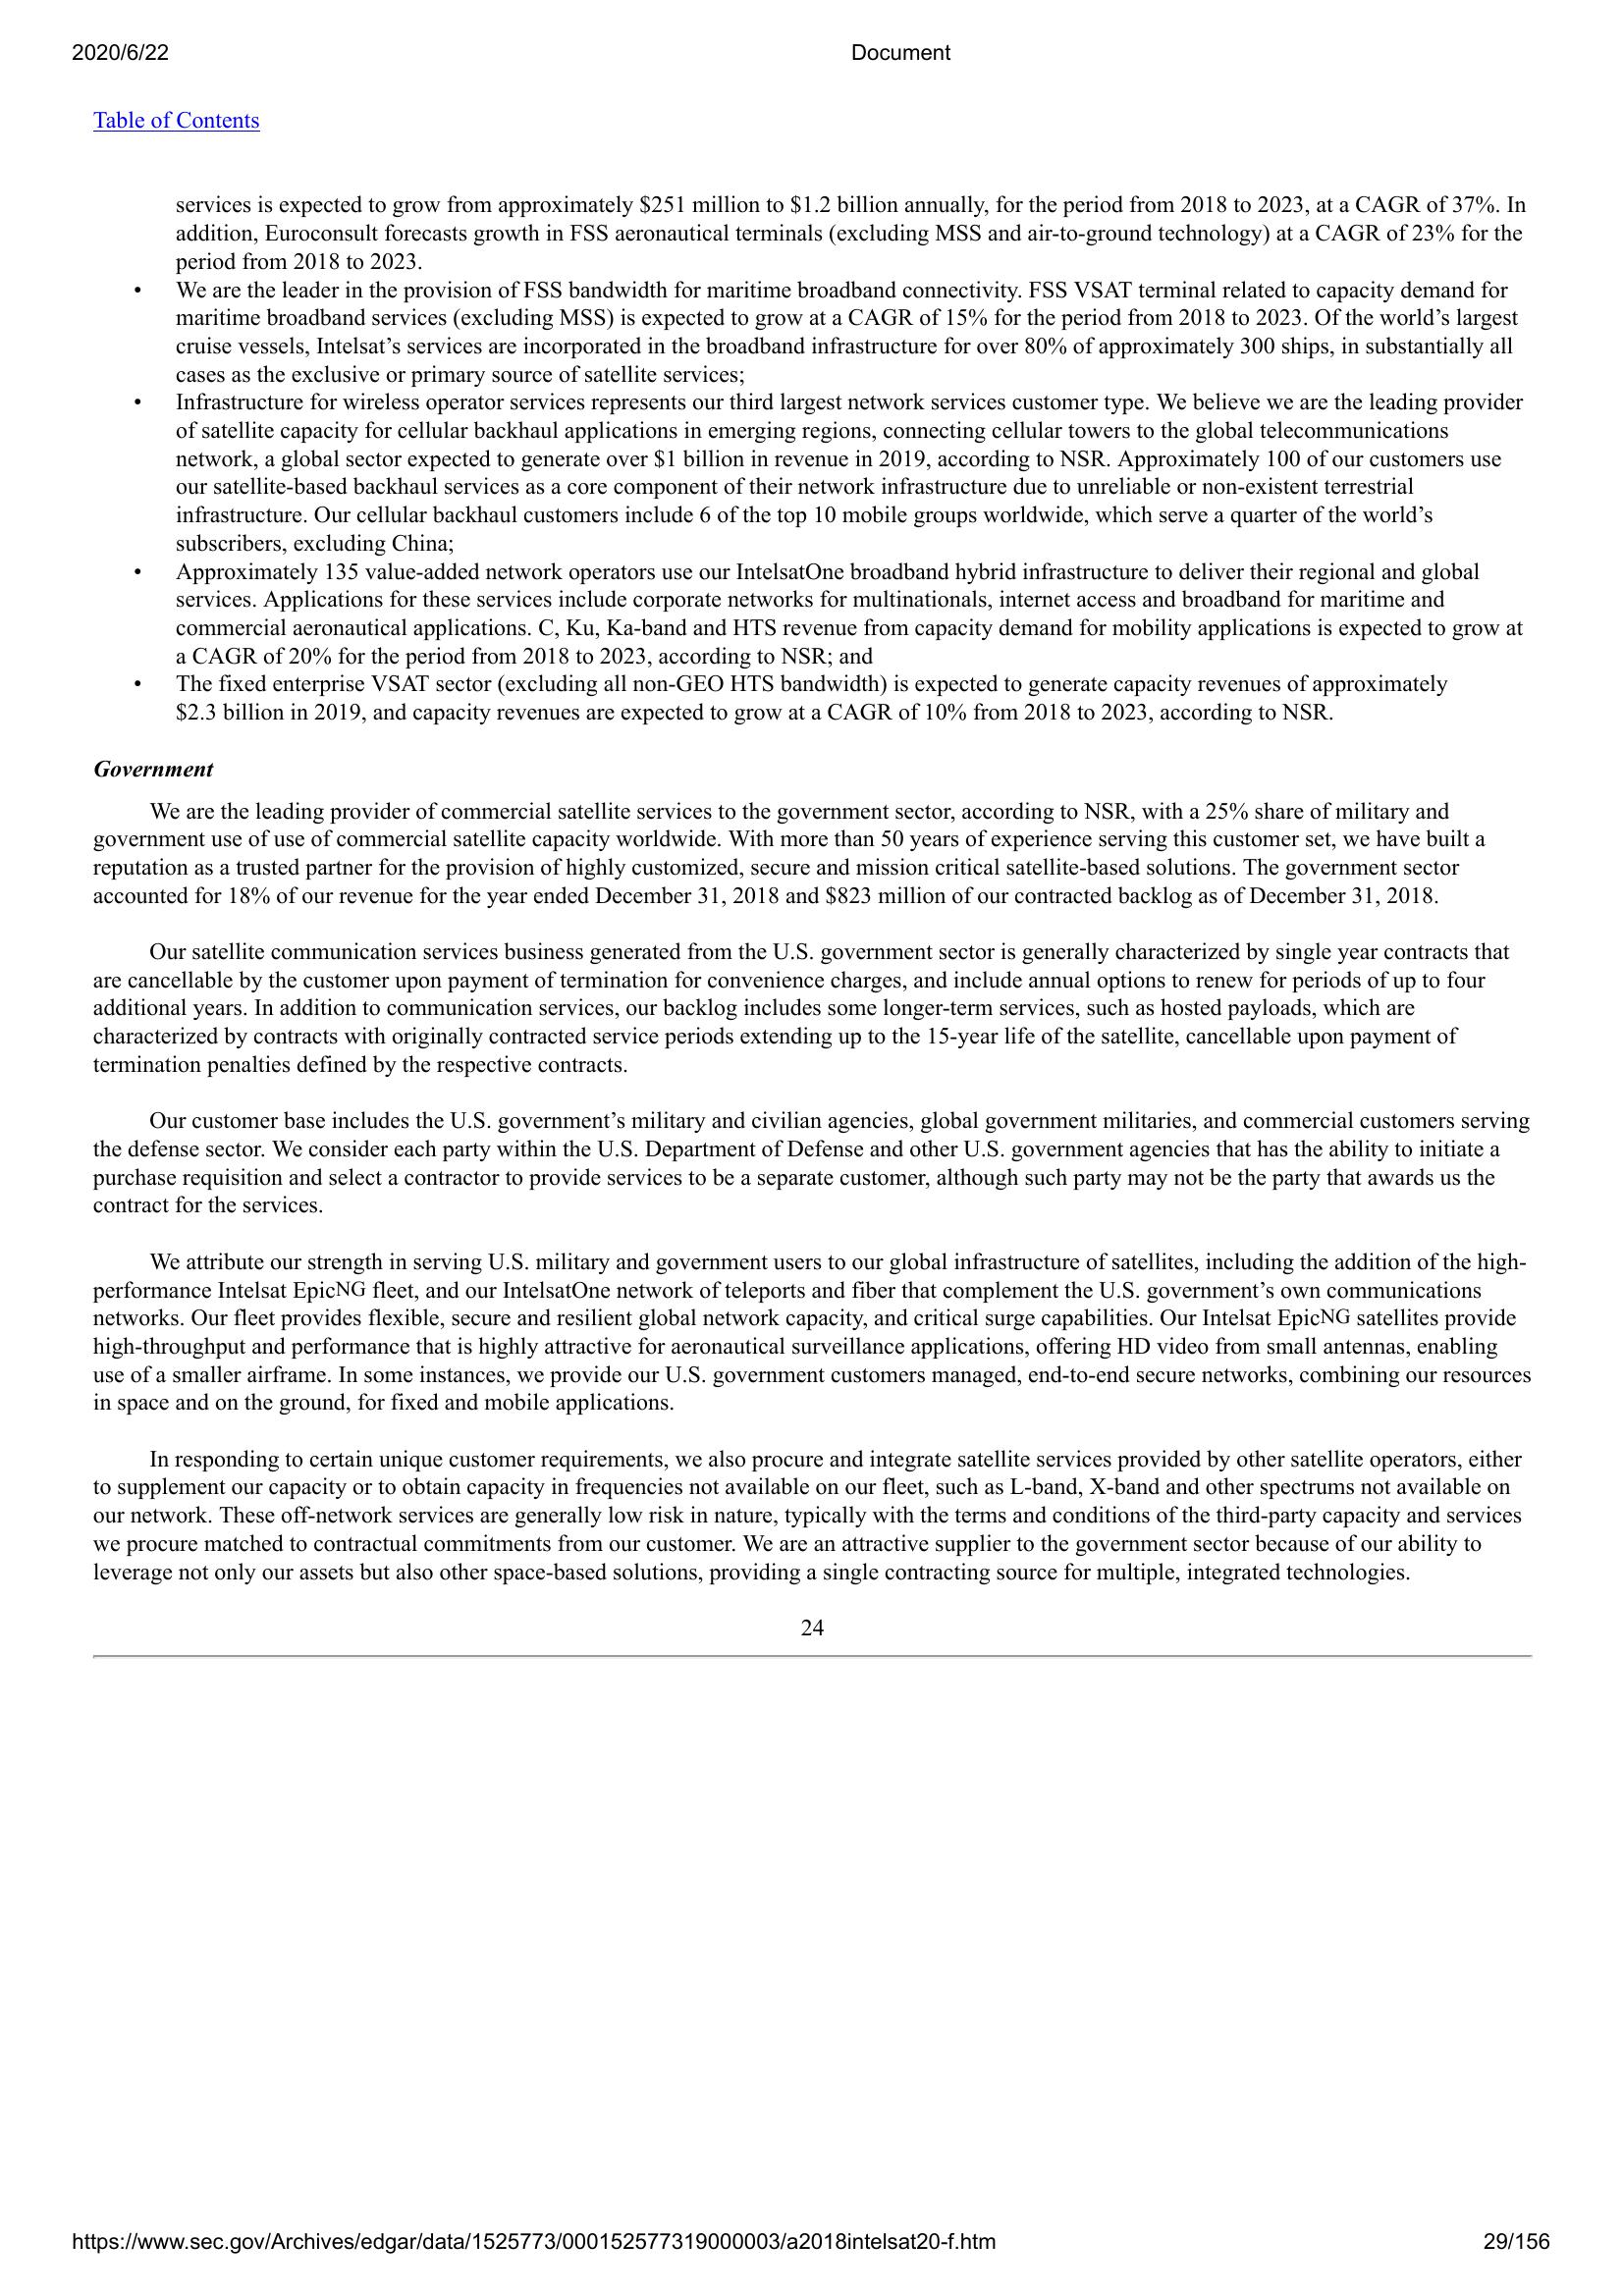 2020/6/22 Document
Table of Contents
services is expected to grow from approximately $251 million to $1.2 billion annually, for the period from 2018 to 2023, at a CAGR of 37%. In
addition, Euroconsult forecasts growth in FSS aeronautical terminals (excluding MSS and air-to-ground technology) at a CAGR of 23% for the
period from 2018 to 2023.
• We are the leader in the provision of FSS bandwidth for maritime broadband connectivity. FSS VSAT terminal related to capacity demand for
maritime broadband services (excluding MSS) is expected to grow at a CAGR of 15% for the period from 2018 to 2023. Of the world’s largest
cruise vessels, Intelsat’s services are incorporated in the broadband infrastructure for over 80% of approximately 300 ships, in substantially all
cases as the exclusive or primary source of satellite services;
• Infrastructure for wireless operator services represents our third largest network services customer type. We believe we are the leading provider
of satellite capacity for cellular backhaul applications in emerging regions, connecting cellular towers to the global telecommunications
network, a global sector expected to generate over $1 billion in revenue in 2019, according to NSR. Approximately 100 of our customers use
our satellite-based backhaul services as a core component of their network infrastructure due to unreliable or non-existent terrestrial
infrastructure. Our cellular backhaul customers include 6 of the top 10 mobile groups worldwide, which serve a quarter of the world’s
subscribers, excluding China;
• Approximately 135 value-added network operators use our IntelsatOne broadband hybrid infrastructure to deliver their regional and global
services. Applications for these services include corporate networks for multinationals, internet access and broadband for maritime and
commercial aeronautical applications. C, Ku, Ka-band and HTS revenue from capacity demand for mobility applications is expected to grow at
a CAGR of 20% for the period from 2018 to 2023, according to NSR; and
• The fixed enterprise VSAT sector (excluding all non-GEO HTS bandwidth) is expected to generate capacity revenues of approximately
$2.3 billion in 2019, and capacity revenues are expected to grow at a CAGR of 10% from 2018 to 2023, according to NSR.
Government
We are the leading provider of commercial satellite services to the government sector, according to NSR, with a 25% share of military and
government use of use of commercial satellite capacity worldwide. With more than 50 years of experience serving this customer set, we have built a
reputation as a trusted partner for the provision of highly customized, secure and mission critical satellite-based solutions. The government sector
accounted for 18% of our revenue for the year ended December 31, 2018 and $823 million of our contracted backlog as of December 31, 2018.
Our satellite communication services business generated from the U.S. government sector is generally characterized by single year contracts that
are cancellable by the customer upon payment of termination for convenience charges, and include annual options to renew for periods of up to four
additional years. In addition to communication services, our backlog includes some longer-term services, such as hosted payloads, which are
characterized by contracts with originally contracted service periods extending up to the 15-year life of the satellite, cancellable upon payment of
termination penalties defined by the respective contracts.
Our customer base includes the U.S. government’s military and civilian agencies, global government militaries, and commercial customers serving
the defense sector. We consider each party within the U.S. Department of Defense and other U.S. government agencies that has the ability to initiate a
purchase requisition and select a contractor to provide services to be a separate customer, although such party may not be the party that awards us the
contract for the services.
We attribute our strength in serving U.S. military and government users to our global infrastructure of satellites, including the addition of the high-
performance Intelsat EpicNG fleet, and our IntelsatOne network of teleports and fiber that complement the U.S. government’s own communications
networks. Our fleet provides flexible, secure and resilient global network capacity, and critical surge capabilities. Our Intelsat EpicNG satellites provide
high-throughput and performance that is highly attractive for aeronautical surveillance applications, offering HD video from small antennas, enabling
use of a smaller airframe. In some instances, we provide our U.S. government customers managed, end-to-end secure networks, combining our resources
in space and on the ground, for fixed and mobile applications.
In responding to certain unique customer requirements, we also procure and integrate satellite services provided by other satellite operators, either
to supplement our capacity or to obtain capacity in frequencies not available on our fleet, such as L-band, X-band and other spectrums not available on
our network. These off-network services are generally low risk in nature, typically with the terms and conditions of the third-party capacity and services
we procure matched to contractual commitments from our customer. We are an attractive supplier to the government sector because of our ability to
leverage not only our assets but also other space-based solutions, providing a single contracting source for multiple, integrated technologies.
24
https://www.sec.gov/Archives/edgar/data/1525773/000152577319000003/a2018intelsat20-f.htm 29/156